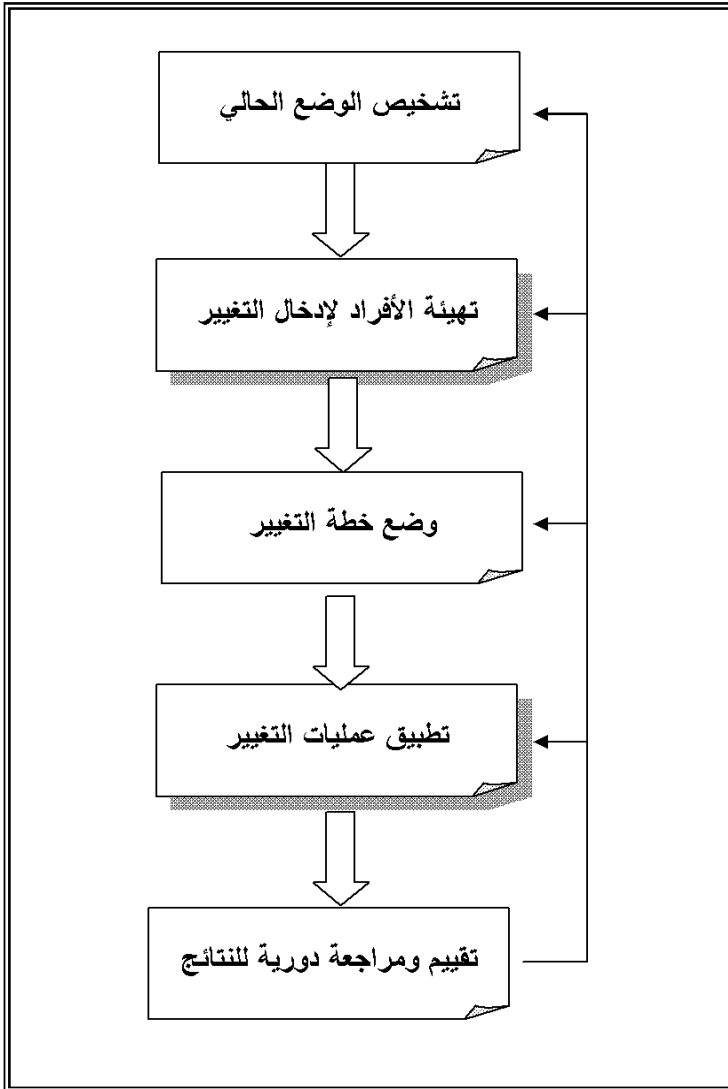 تشخيص الوضع الحالي
تهيئة الأفراد لإدخال التغيير
وضع خطة التغيير
تطبيق عمليات التغيير
تقييم ومراجعة دورية للنتائج